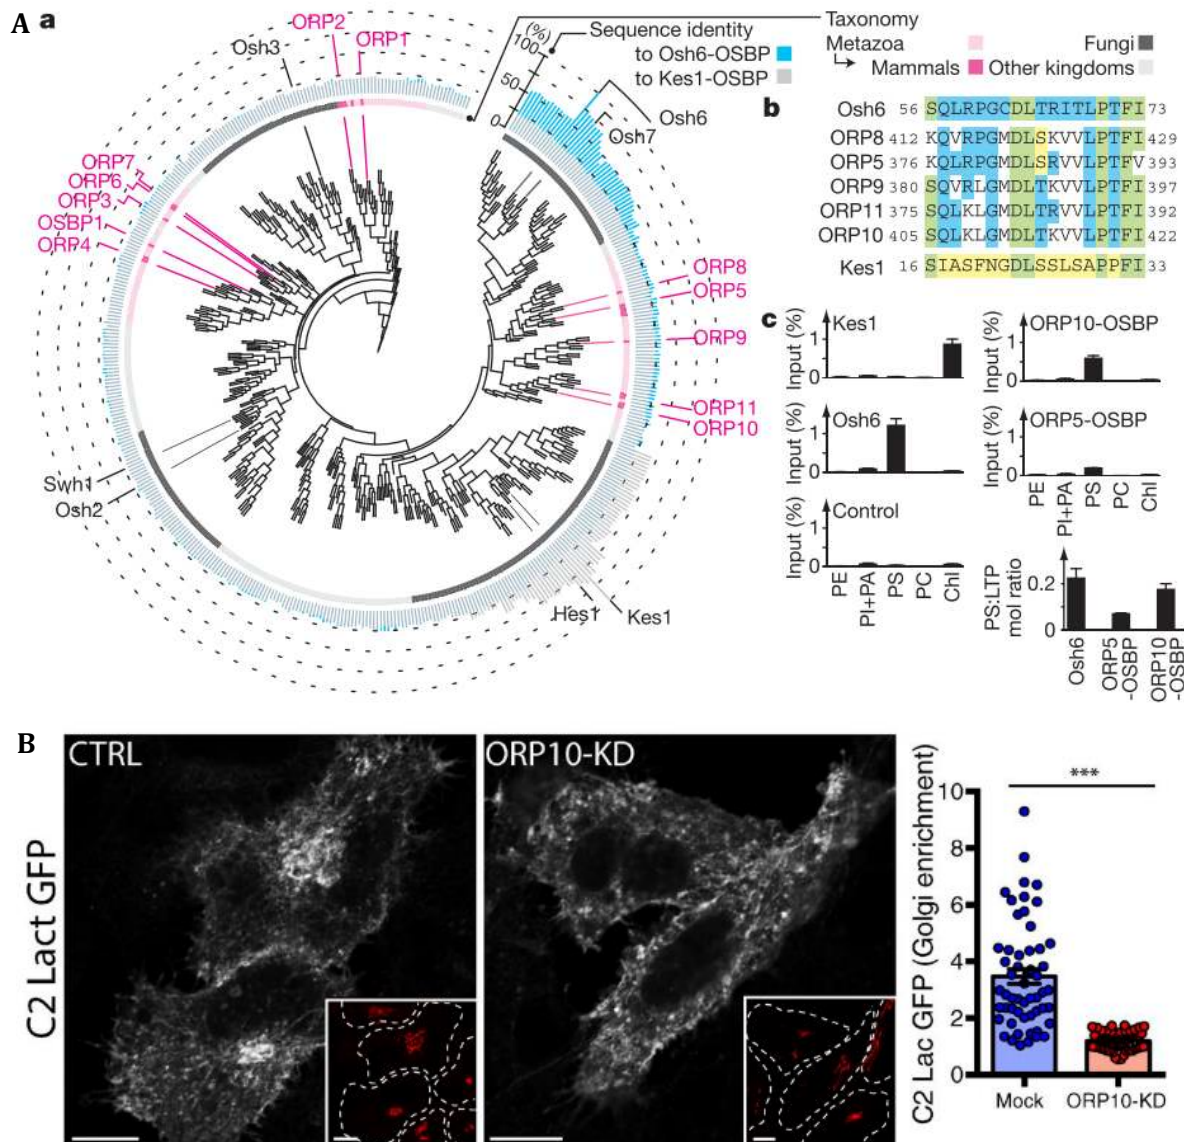 A a
ORP2
ORP1
Osh3
(%)
100
50
0
Sequence identity
to Osh6-OSBP
to Kes1-OSBP
Taxonomy
Metazoa
Mammals
Fungi
Other kingdoms
Osh6
Osh7
ORP7
ORP6
ORP3
OSBP1
ORP4
ORP8
ORP5
ORP9
ORP11
ORP10
Swh1
Osh2
Hes1
Kes1
b
Osh6 56 SQLRPGCDLTRITLPTFI 73
ORP8 412 KQVRPGMDLSKVVLPTFI 429
ORP5 376 KQLRPGMDLSRVVLPTFV 393
ORP9 380 QVRLGMDLTKVVLPTFI 397
ORP11 375 SQLKLGMDLTRVVLPTFI 392
ORP10 405 SQLKLGMDLTKVVLPTFI 422
Kes1 16 SIASFNGDLSSLSAPPFI 33
c
Kes1
Input (%)
1
0
ORP10-OSBP
Input (%)
1
0
Osh6
Input (%)
1
0
ORP5-OSBP
Input (%)
1
0
PE
PI+PA
PS
PC
Chl
Control
Input (%)
1
0
PE
PI+PA
PS
PC
Chl
PS:LTP
mol ratio
0.2
0
Osh6
ORP5
-OSBP
ORP10
-OSBP
B
CTRL
ORP10-KD
C2 Lact GFP
C2 Lac GFP (Golgi enrichment)
***
10
8
6
4
2
0
Mock
ORP10-KD